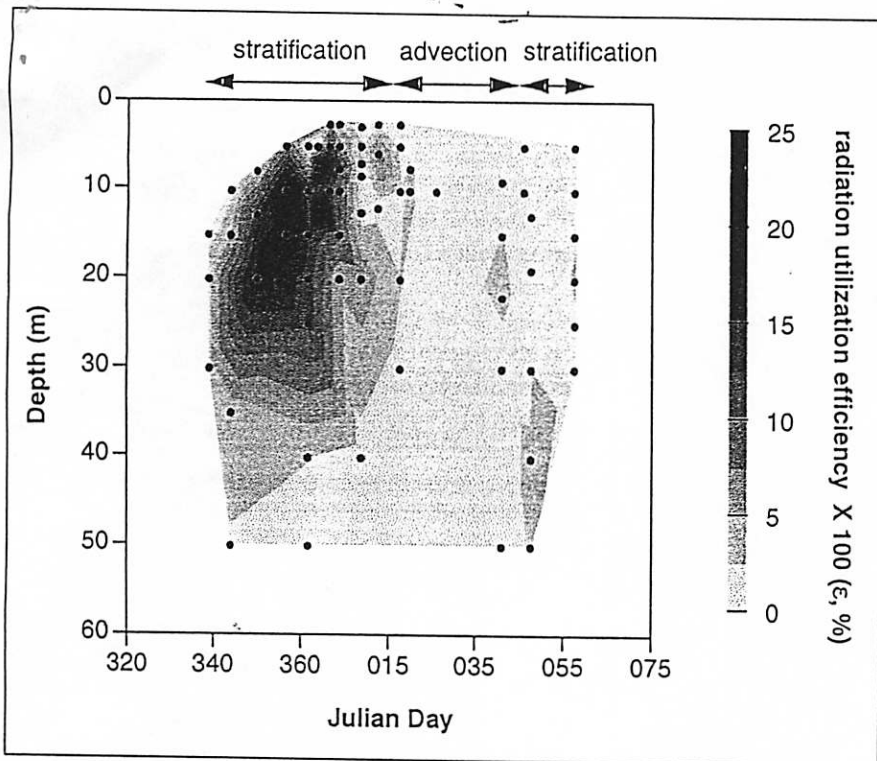 stratification advection stratification
0
10
20
30
40
50
60
Depth (m)
320 340 360 015 035 055 075
Julian Day
25
20
15
10
5
0
radiation utilization efficiency X 100 (ε, %)